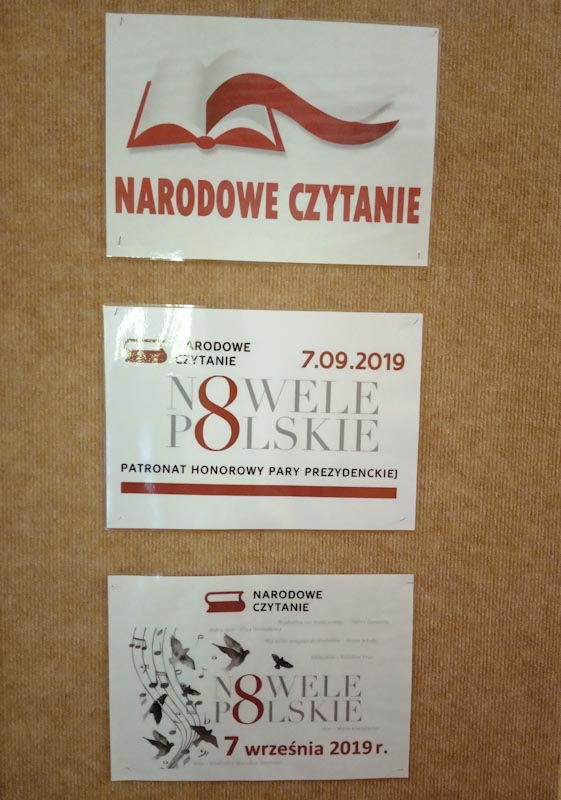 NARODOWE CZYTANIE
NARODOWE
CZYTANIE
7.09.2019
NOWELE
POLSKIE
PATRONAT HONOROWY PARY PREZYDENCKIEJ
NARODOWE
CZYTANIE
NOWELE
POLSKIE
7 września 2019 r.